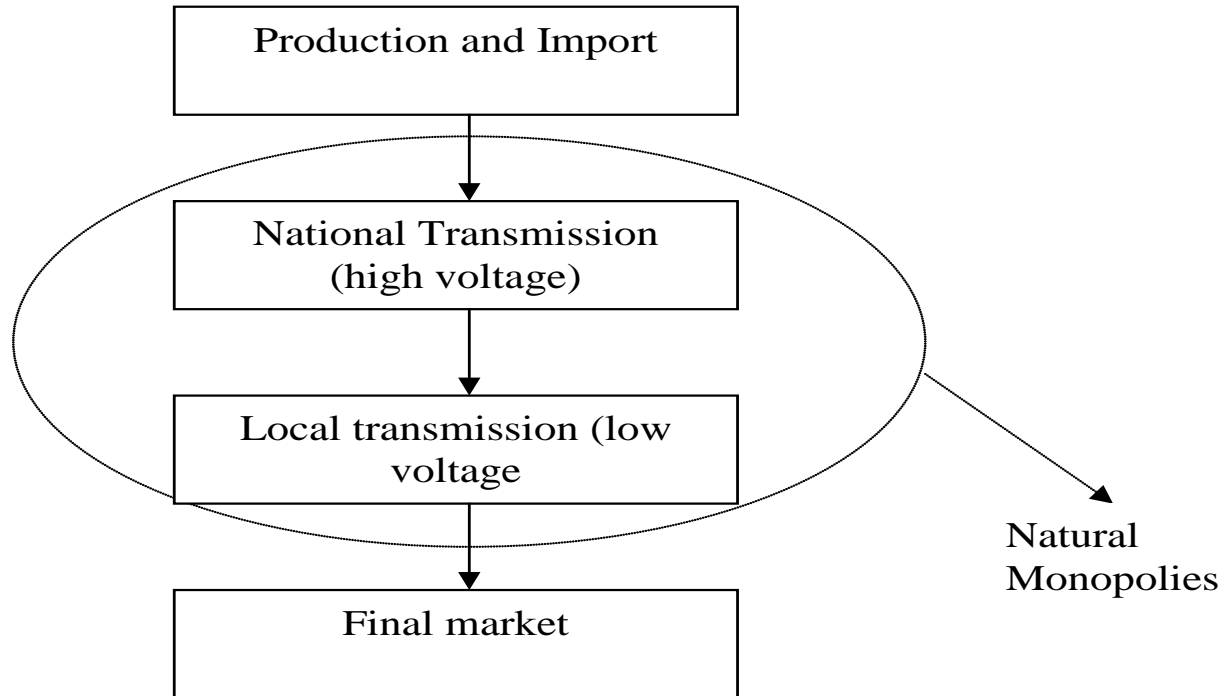 Production and Import
National Transmission
(high voltage)
Local transmission (low
voltage
Natural
Monopolies
Final market